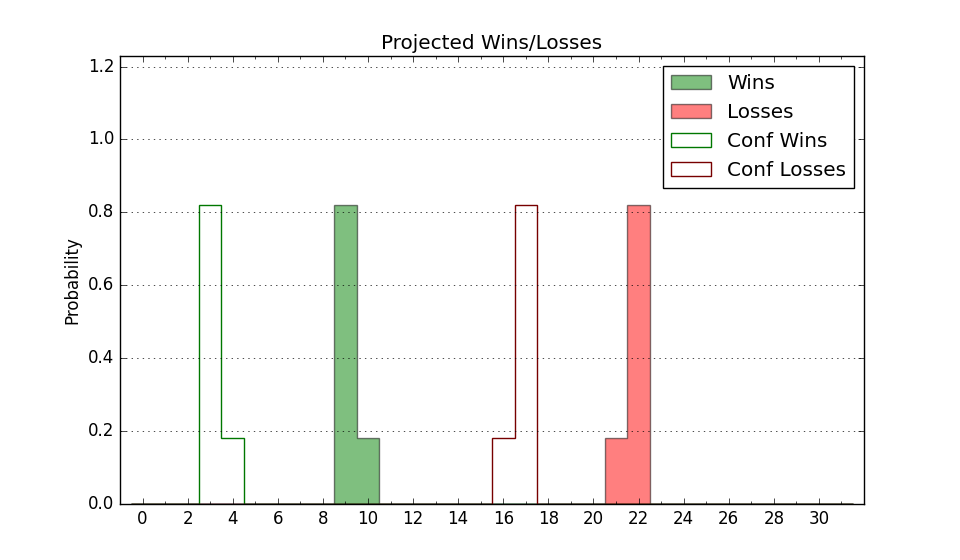 Projected Wins/Losses
1.2
1.0
0.8
0.6
0.4
0.2
0.0
Probability
Wins
Losses
Conf Wins
Conf Losses
0 2 4 6 8 10 12 14 16 18 20 22 24 26 28 30